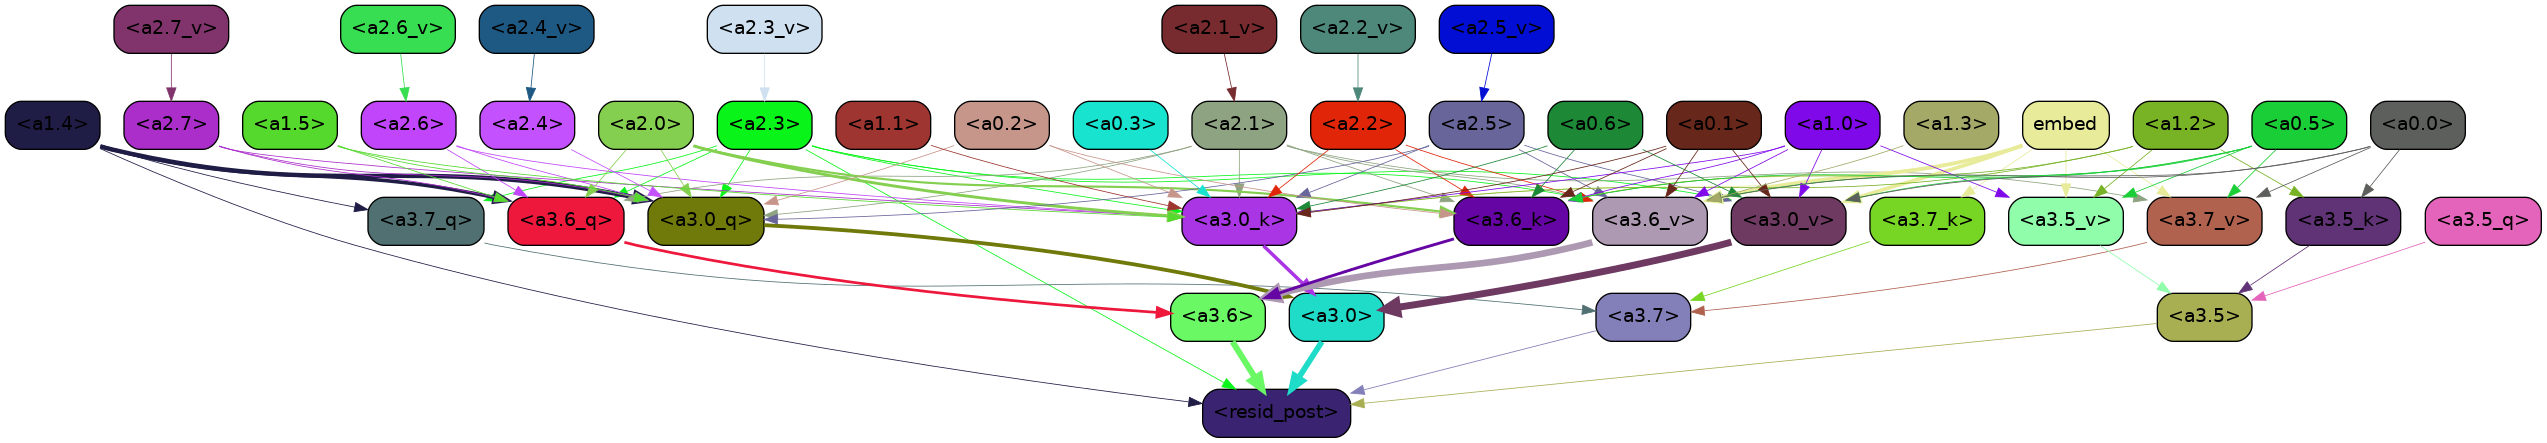 <a2.7_v> <a2.6_v> <a2.4_v> <a2.3_v> <a2.1_v> <a2.2_v> <a2.5_v>
<a1.4> <a2.7> <a1.5> <a2.6> <a2.4> <a2.0> <a2.3> <a1.1> <a0.2> <a0.3> <a2.1> <a2.2> <a2.5> <a0.6> <a0.1> <a1.0> <a1.3> embed <a1.2> <a0.5> <a0.0>
<a3.7_q> <a3.6_q> <a3.0_q> <a3.0_k> <a3.6_k> <a3.6_v> <a3.0_v> <a3.7_k> <a3.5_v> <a3.7_v> <a3.5_k> <a3.5_q>
<a3.6> <a3.0> <a3.7> <a3.5>
<resid_post>